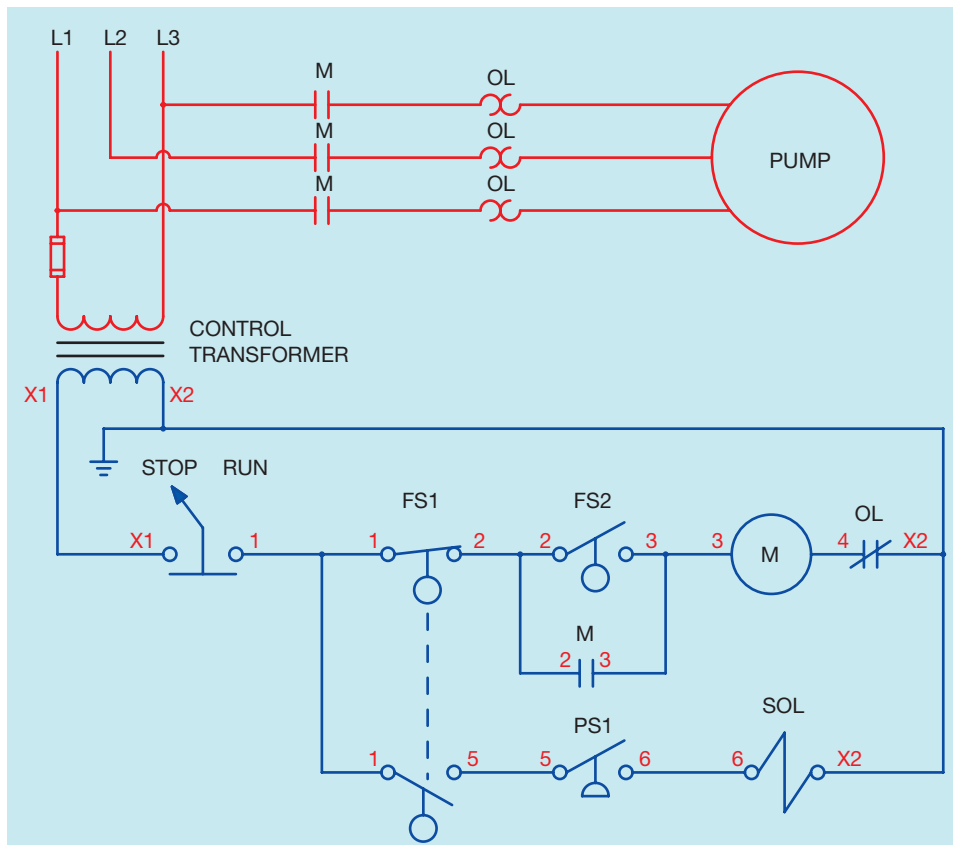 L1 L2 L3
M OL
M OL
PUMP
M OL
CONTROL
TRANSFORMER
X1 X2
STOP RUN
FS1 FS2 OL
X1 1 1 2 2 3 3 M 4 X2
M
2 3
PS1 SOL
1 5 5 6 6 X2